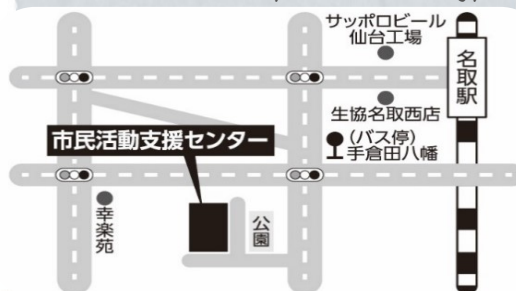 サッポロビール
仙台工場
名取駅
生協名取西店
(バス停)
手倉田八幡
市民活動支援センター
幸楽苑
公園